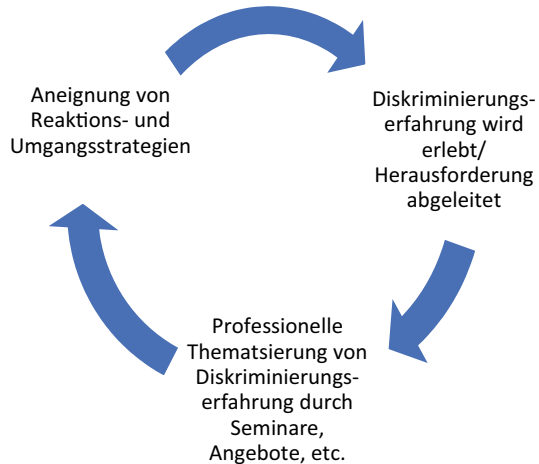 Aneignung von
Reaktions- und
Umgangsstrategien
Diskriminierungs-
erfahrung wird
erlebt/
Herausforderung
abgeleitet
Professionelle
Thematsierung von
Diskriminierungs-
erfahrung durch
Seminare,
Angebote, etc.